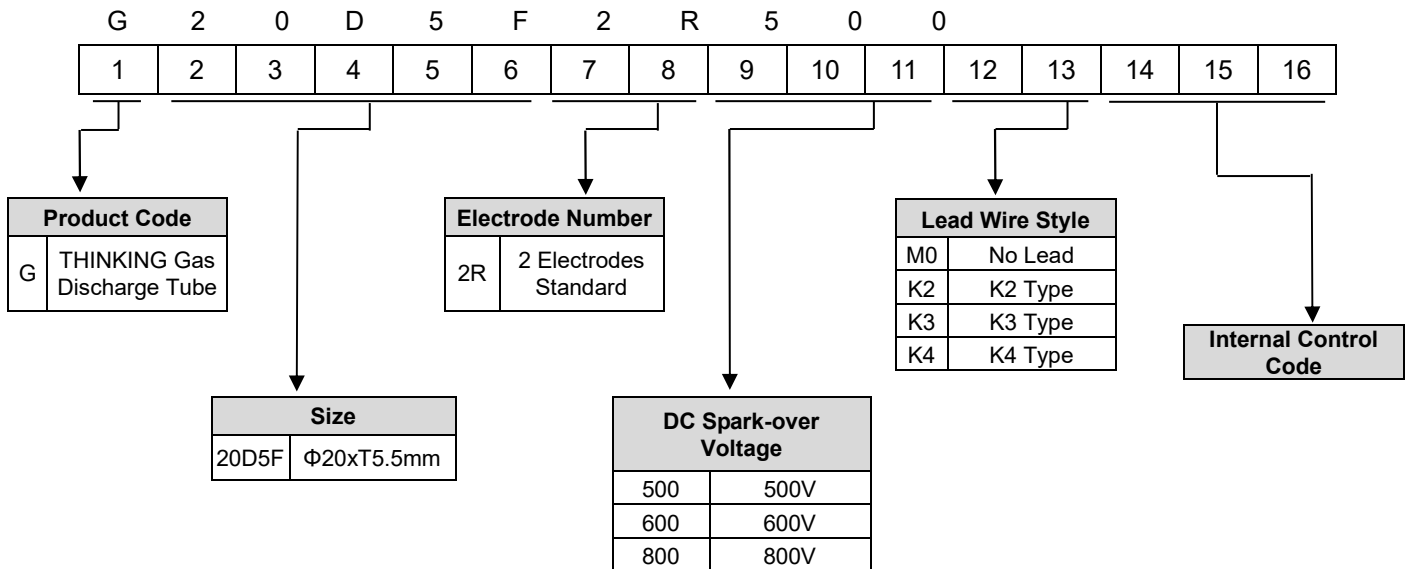 G 2 0 D 5 F 2 R 5 0 0
1 2 3 4 5 6 7 8 9 10 11 12 13 14 15 16
Product Code
G THINKING Gas
Discharge Tube
Electrode Number
2R 2 Electrodes
Standard
Lead Wire Style
M0 No Lead
K2 K2 Type
K3 K3 Type
K4 K4 Type
Internal Control
Code
Size
20D5F Φ20xT5.5mm
DC Spark-over
Voltage
500 500V
600 600V
800 800V